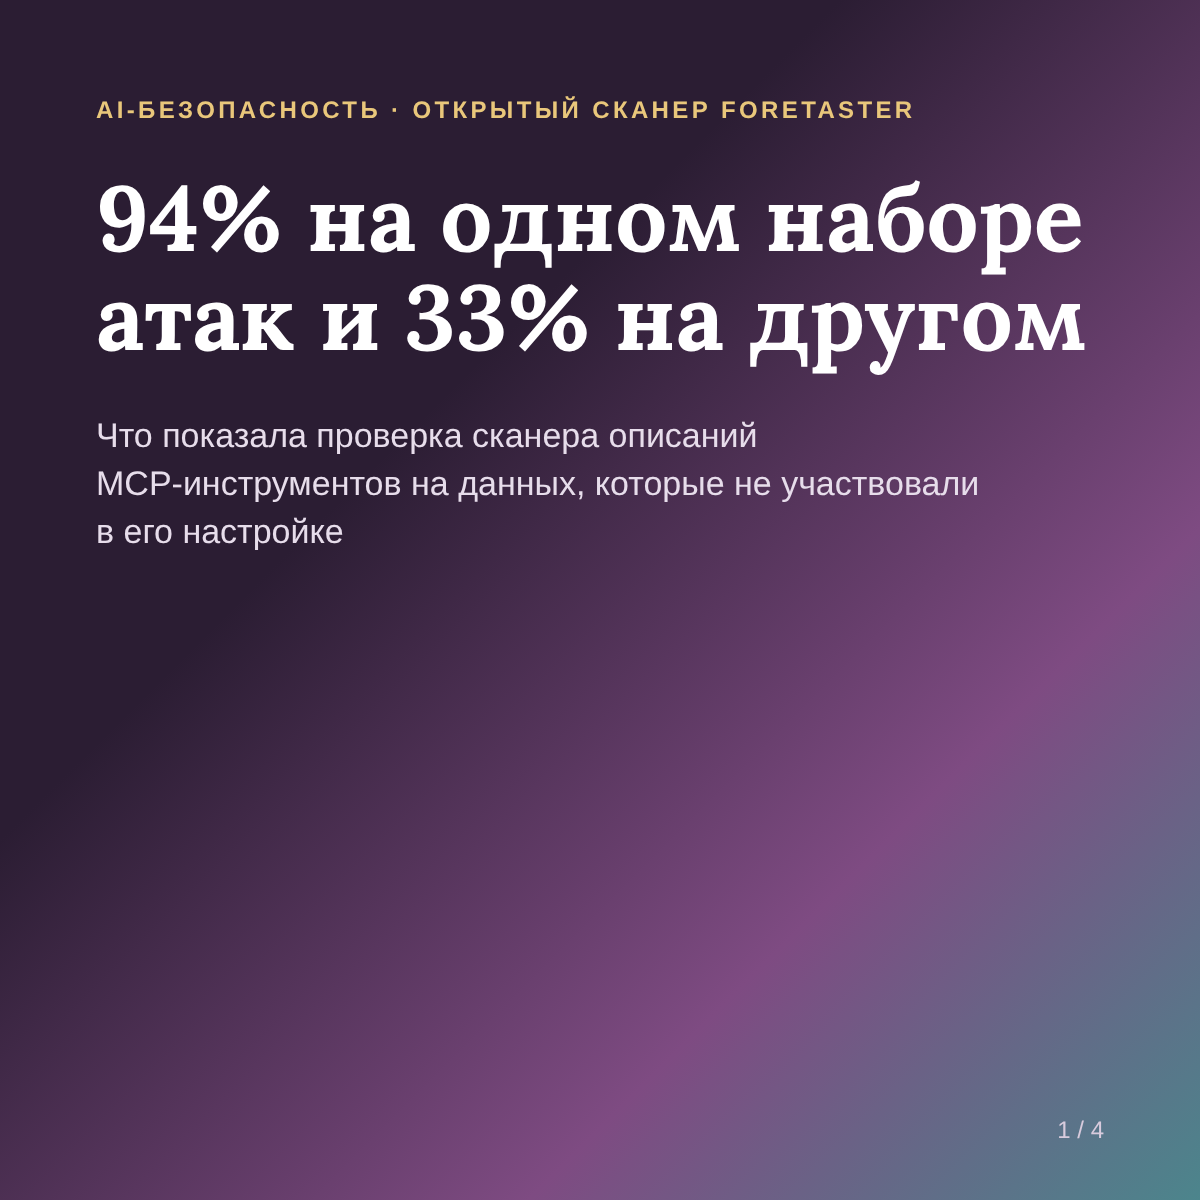 AI-БЕЗОПАСНОСТЬ · ОТКРЫТЫЙ СКАНЕР FORETASTER
94% на одном наборе
атак и 33% на другом
Что показала проверка сканера описаний
MCP-инструментов на данных, которые не участвовали
в его настройке
1 / 4